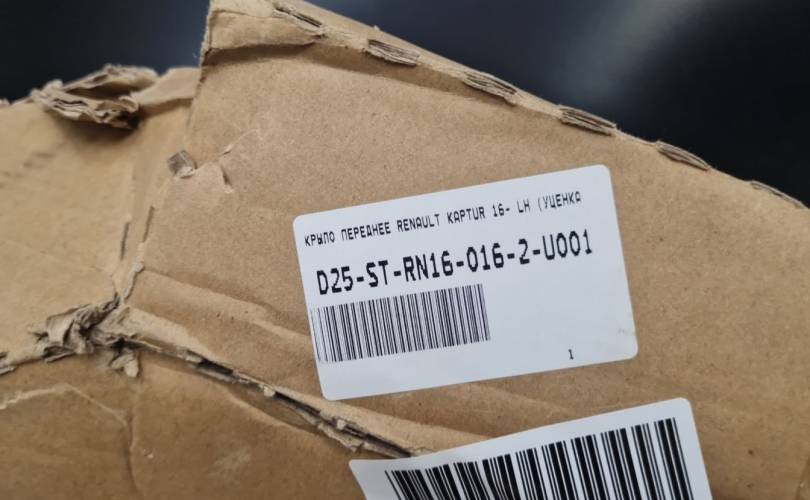 КРЫЛО ПЕРЕДНЕЕ RENAULT KAPTUR 16- LH (УЦЕНКА
D25-ST-RN16-016-2-U001
1